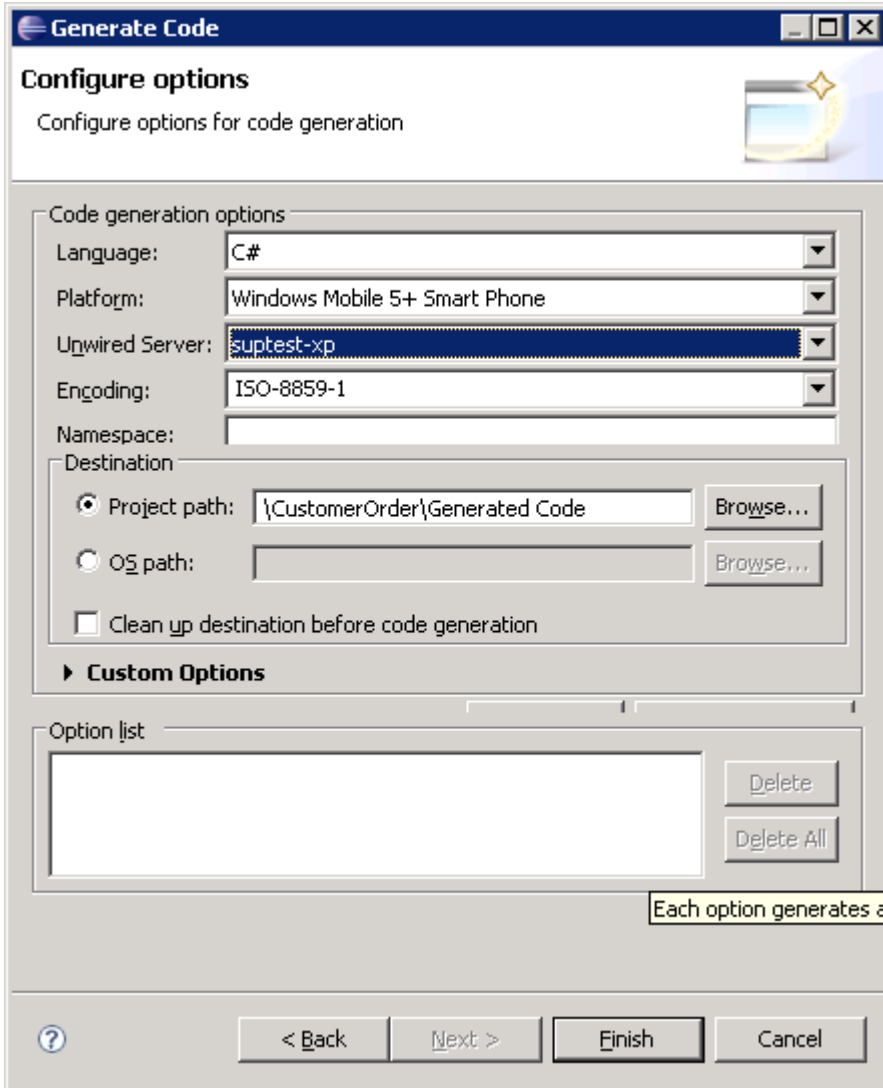 Generate Code
Configure options
Configure options for code generation
Code generation options
Language: C#
Platform: Windows Mobile 5+ Smart Phone
Unwired Server: suptest-xp
Encoding: ISO-8859-1
Namespace:
Destination
Project path: \CustomerOrder\Generated Code Browse...
OS path: Browse...
Clean up destination before code generation
Custom Options
Option list
Delete
Delete All
Each option generates a
? < Back Next > Finish Cancel